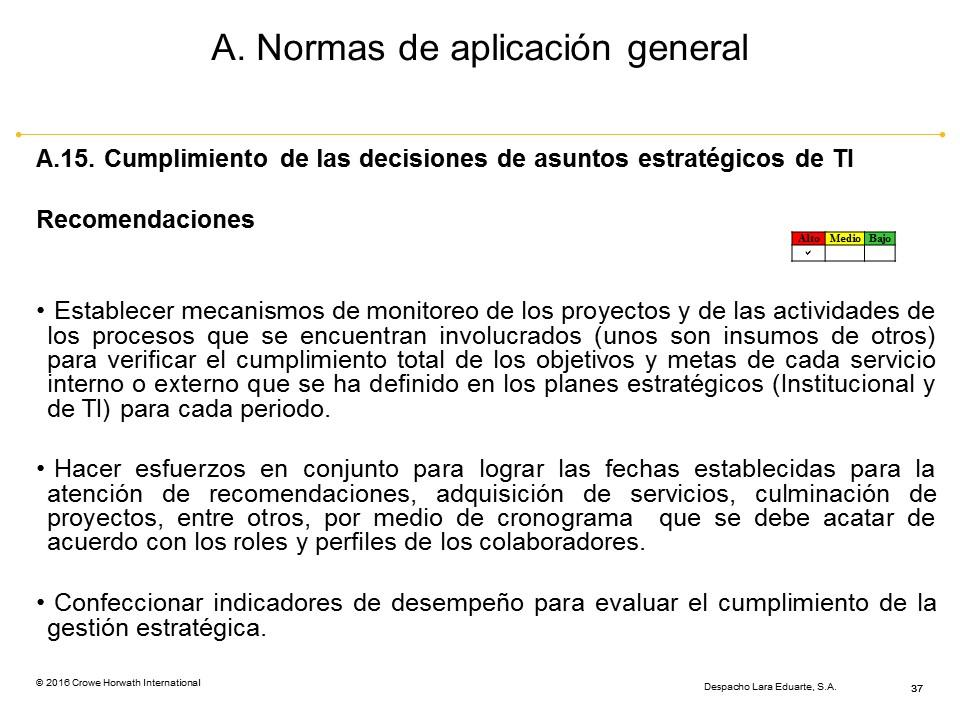 A. Normas de aplicación general
A.15. Cumplimiento de las decisiones de asuntos estratégicos de TI
Recomendaciones
Alto Medio Bajo
✓
• Establecer mecanismos de monitoreo de los proyectos y de las actividades de
los procesos que se encuentran involucrados (unos son insumos de otros)
para verificar el cumplimiento total de los objetivos y metas de cada servicio
interno o externo que se ha definido en los planes estratégicos (Institucional y
de TI) para cada periodo.
• Hacer esfuerzos en conjunto para lograr las fechas establecidas para la
atención de recomendaciones, adquisición de servicios, culminación de
proyectos, entre otros, por medio de cronograma que se debe acatar de
acuerdo con los roles y perfiles de los colaboradores.
• Confeccionar indicadores de desempeño para evaluar el cumplimiento de la
gestión estratégica.
© 2016 Crowe Horwath International
Despacho Lara Eduarte, S.A.
37